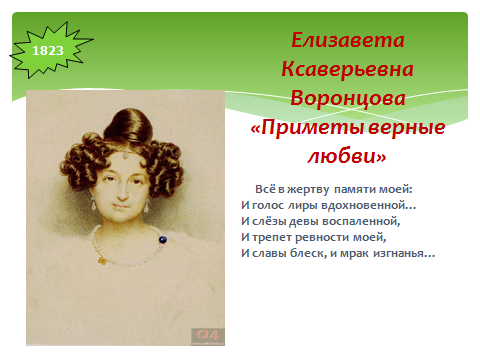 1823
Елизавета
Ксаверьевна
Воронцова
«Приметы верные
любви»
Всё в жертву памяти моей:
И голос лиры вдохновенной...
И слёзы девы воспаленной,
И трепет ревности моей,
И славы блеск, и мрак изгнанья...